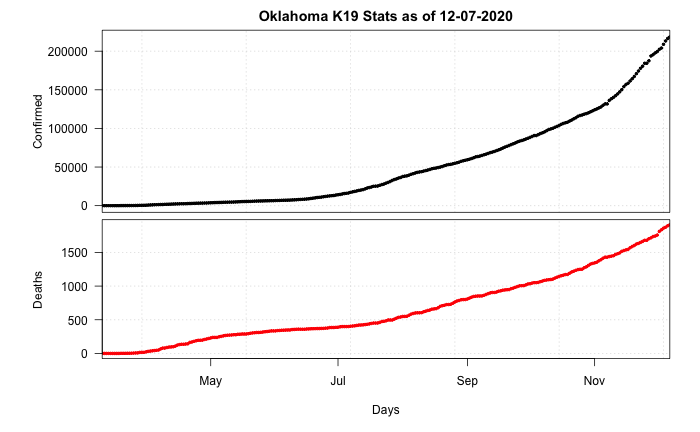 Oklahoma K19 Stats as of 12-07-2020
200000
150000
100000
50000
0
Confirmed
1500
1000
500
0
Deaths
May Jul Sep Nov
Days